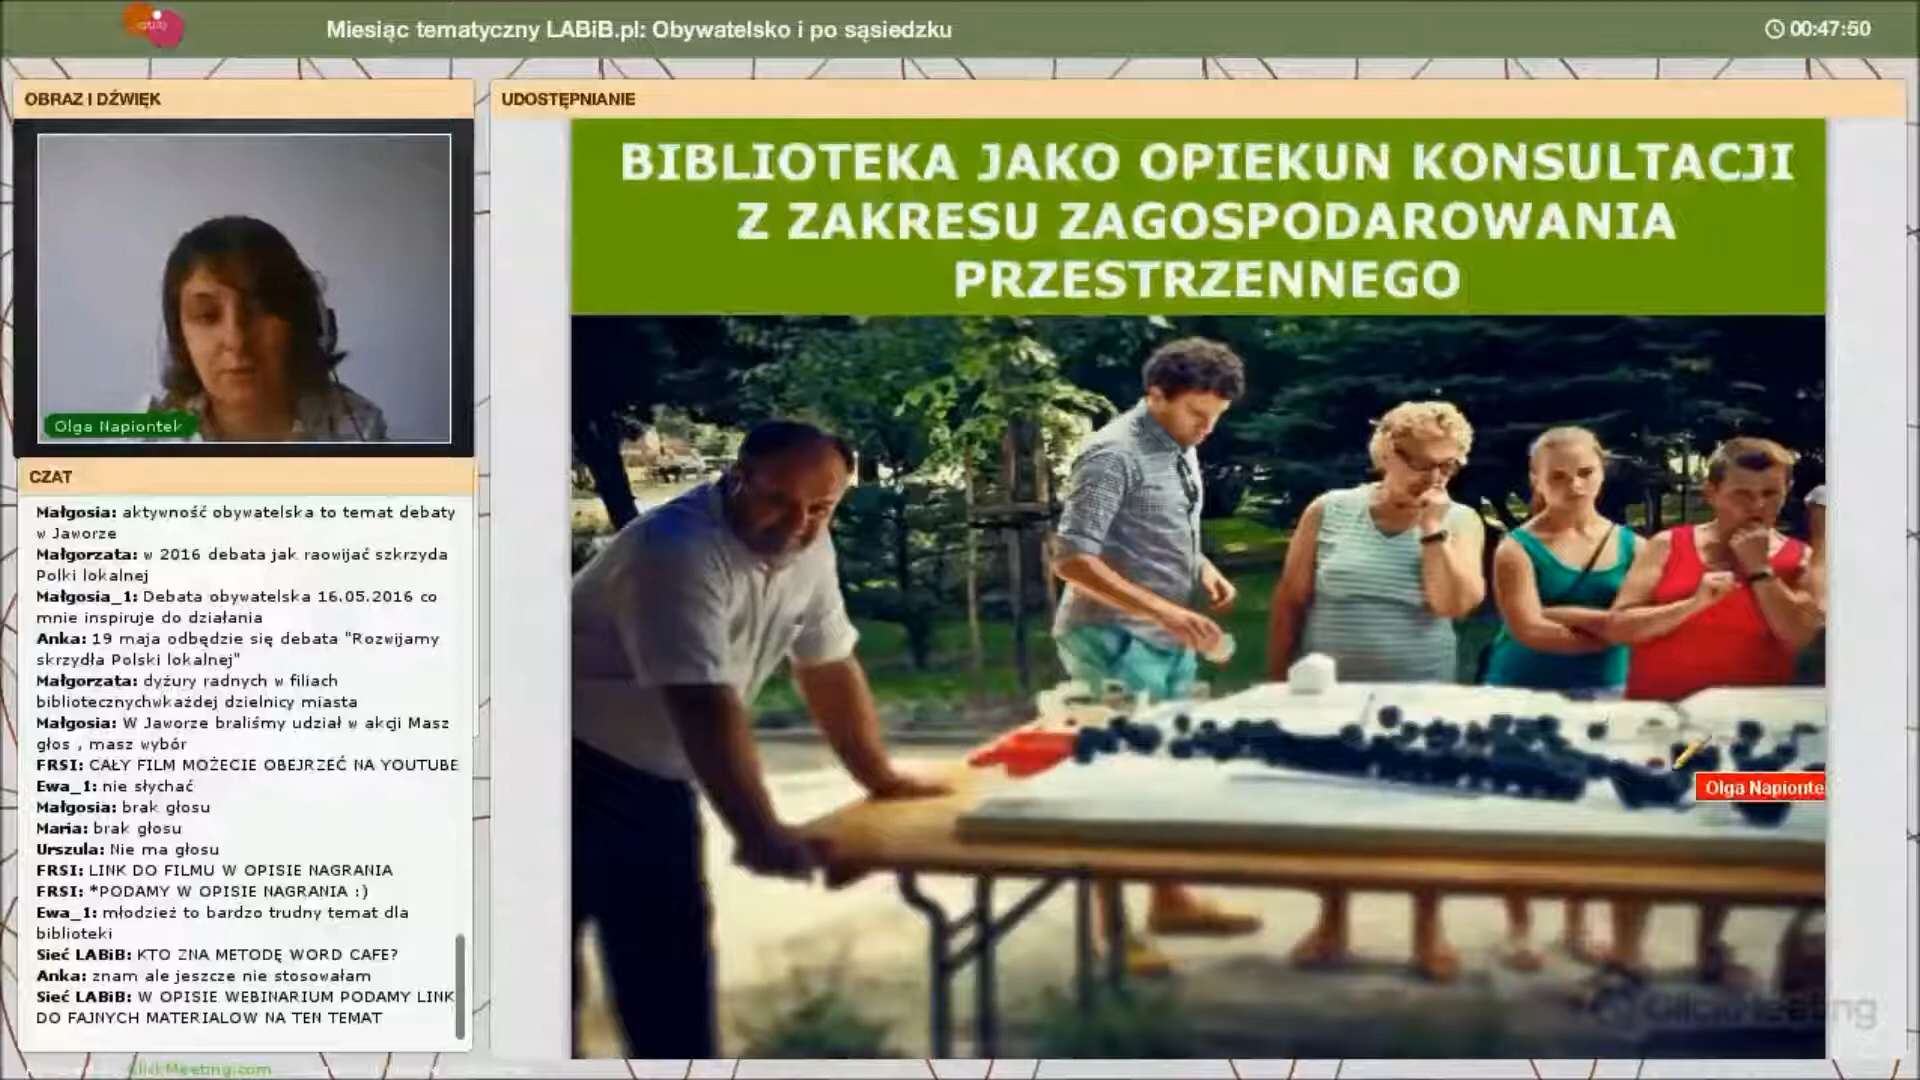 Miesiąc tematyczny LABiB.pl: Obywatelsko i po sąsiedzku
00:47:50
OBRAZ I DŹWIĘK
Olga Napiontek
CZAT
Małgosia: aktywność obywatelska to temat debaty
w Jaworze
Małgorzata: w 2016 debata jak raowijać szkrzyda
Polki lokalnej
Małgosia_1: Debata obywatelska 16.05.2016 co
mnie inspiruje do działania
Anka: 19 maja odbędzie się debata "Rozwijamy
skrzydła Polski lokalnej"
Małgorzata: dyżury radnych w filiach
bibliotecznychwkażdej dzielnicy miasta
Małgosia: W Jaworze braliśmy udział w akcji Masz
głos , masz wybór
FRSI: CAŁY FILM MOŻECIE OBEJRZEĆ NA YOUTUBE
Ewa_1: nie słychać
Małgosia: brak głosu
Maria: brak głosu
Urszula: Nie ma głosu
FRSI: LINK DO FILMU W OPISIE NAGRANIA
FRSI: *PODAMY W OPISIE NAGRANIA :)
Ewa_1: młodzież to bardzo trudny temat dla
biblioteki
Sieć LABiB: KTO ZNA METODĘ WORD CAFE?
Anka: znam ale jeszcze nie stosowałam
Sieć LABiB: W OPISIE WEBINARIUM PODAMY LINK
DO FAJNYCH MATERIALOW NA TEN TEMAT
ClickMeeting.com
UDOSTĘPNIANIE
BIBLIOTEKA JAKO OPIEKUN KONSULTACJI
Z ZAKRESU ZAGOSPODAROWANIA
PRZESTRZENNEGO
Olga Napionte
ClickMeeting